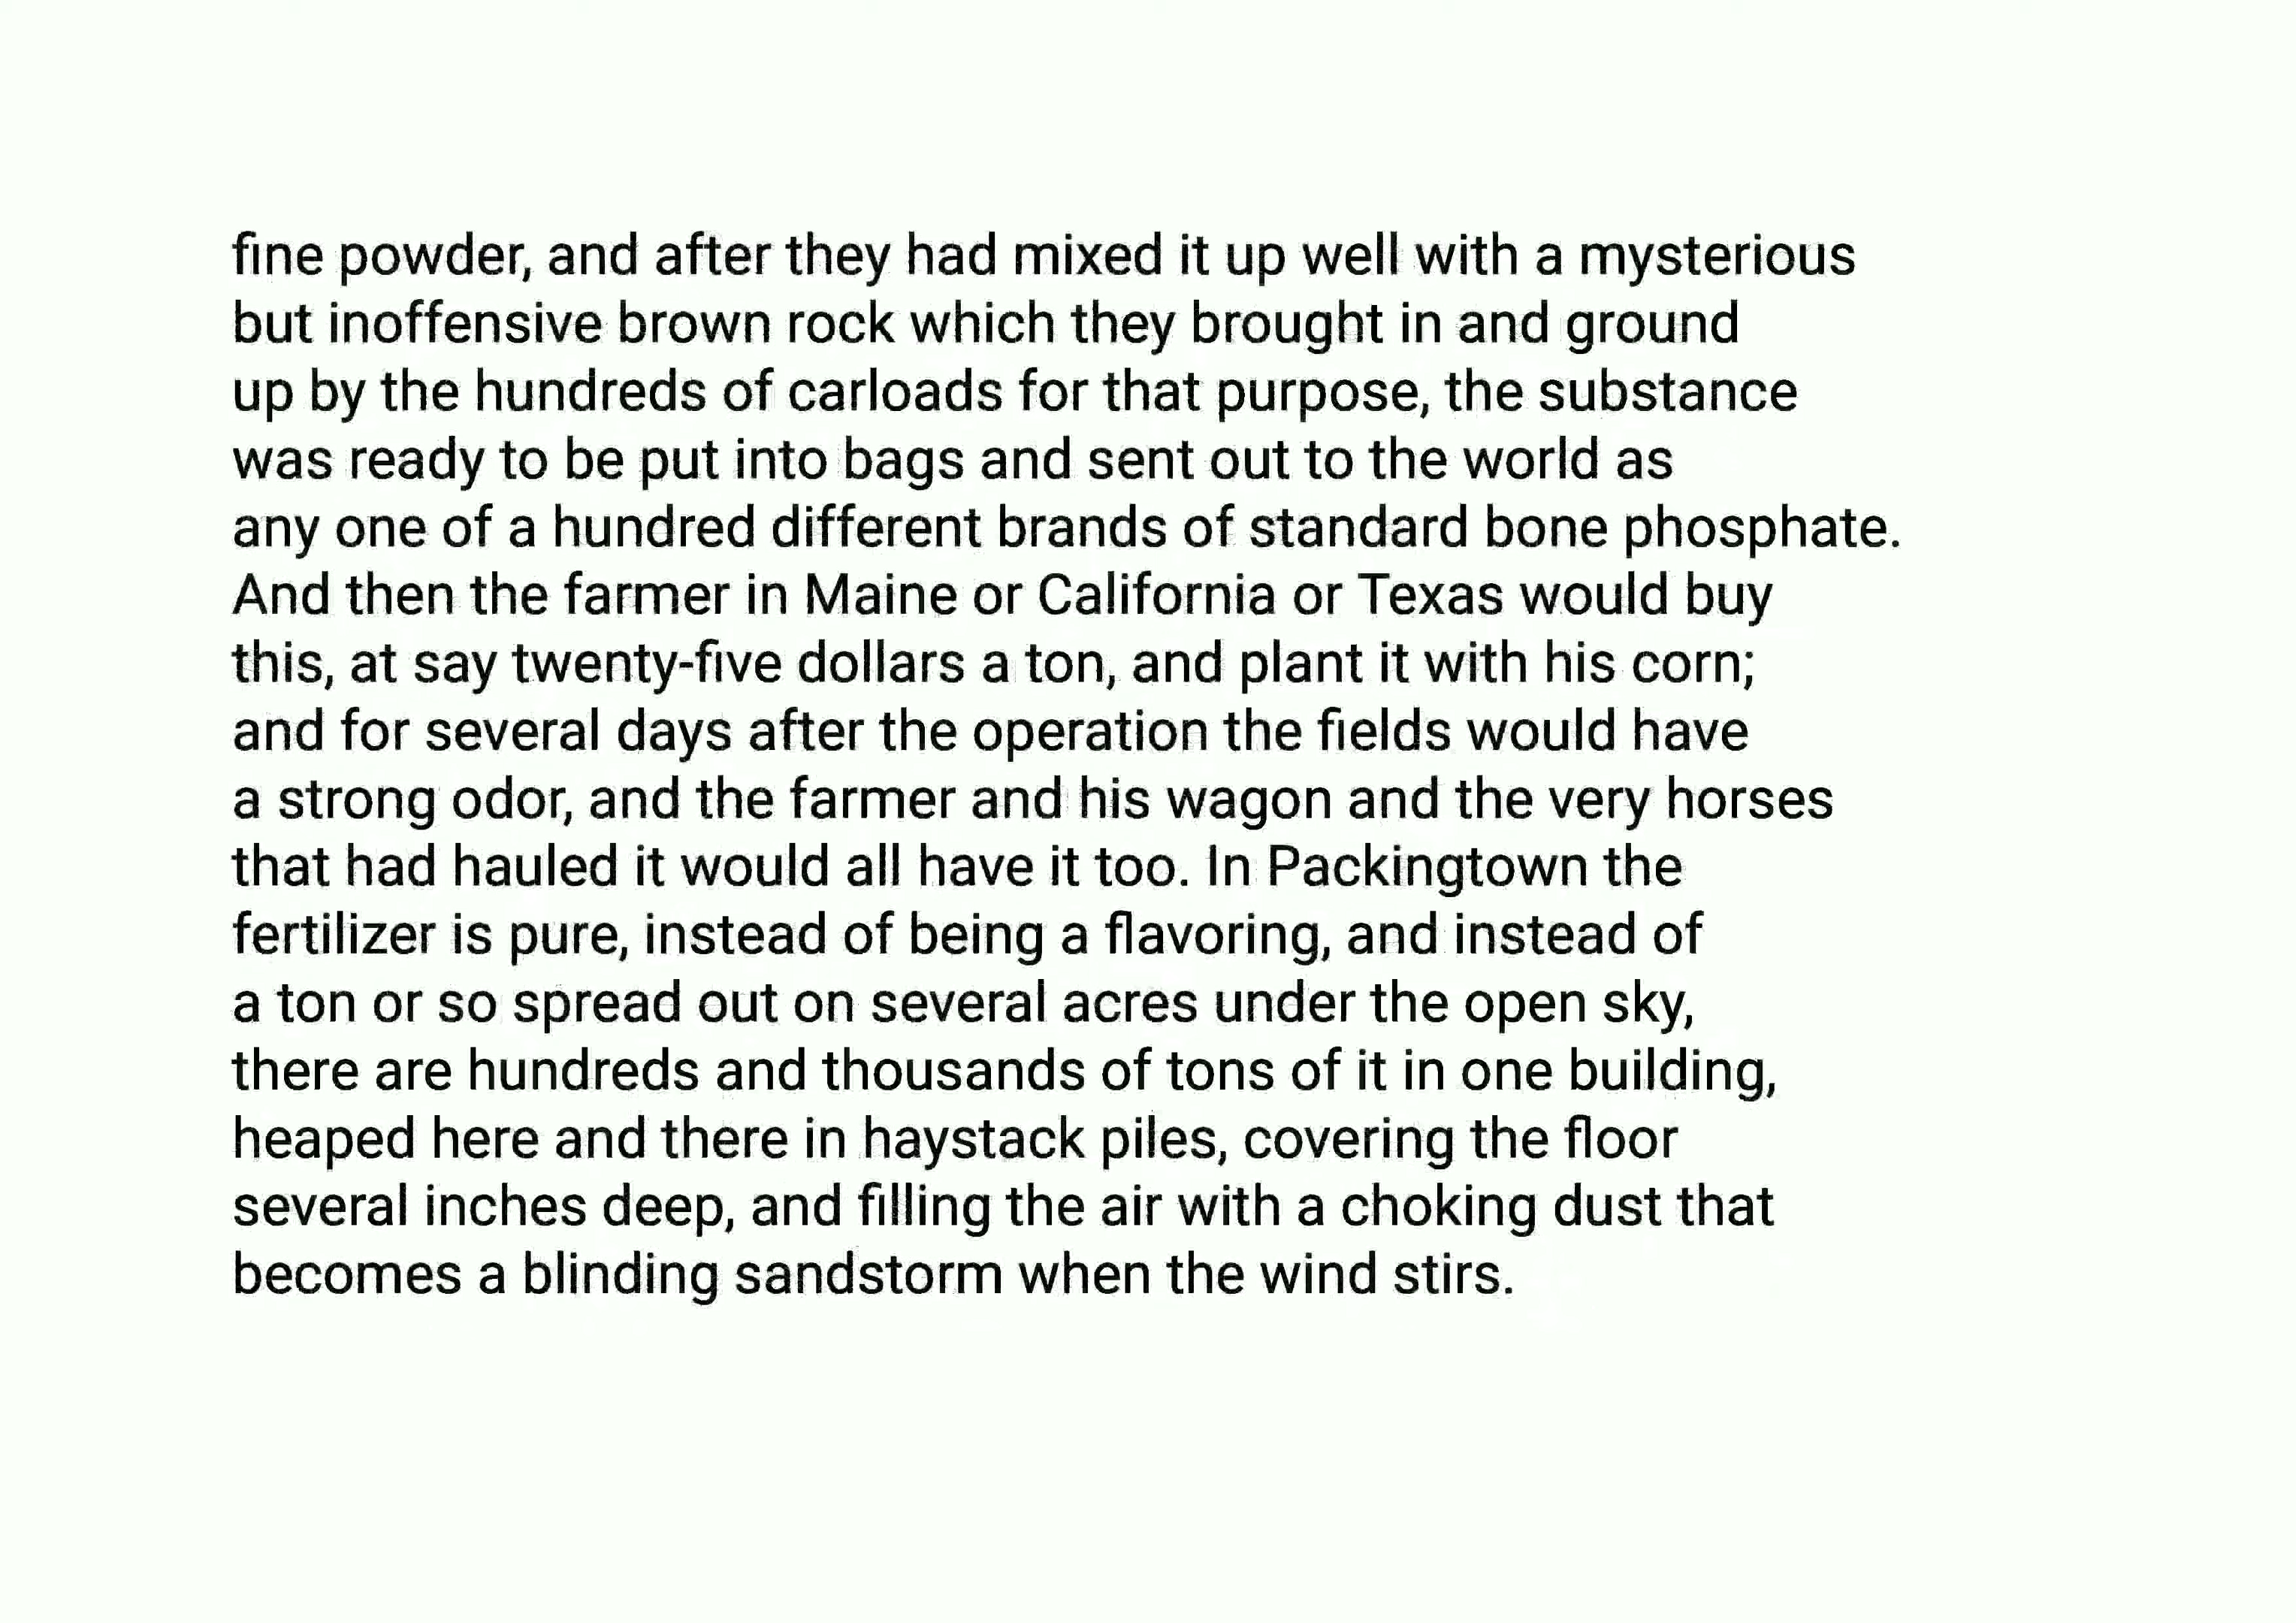 fine powder, and after they had mixed it up well with a mysterious
but inoffensive brown rock which they brought in and ground
up by the hundreds of carloads for that purpose, the substance
was ready to be put into bags and sent out to the world as
any one of a hundred different brands of standard bone phosphate.
And then the farmer in Maine or California or Texas would buy
this, at say twenty-five dollars a ton, and plant it with his corn;
and for several days after the operation the fields would have
a strong odor, and the farmer and his wagon and the very horses
that had hauled it would all have it too. In Packingtown the
fertilizer is pure, instead of being a flavoring, and instead of
a ton or so spread out on several acres under the open sky,
there are hundreds and thousands of tons of it in one building,
heaped here and there in haystack piles, covering the floor
several inches deep, and filling the air with a choking dust that
becomes a blinding sandstorm when the wind stirs.